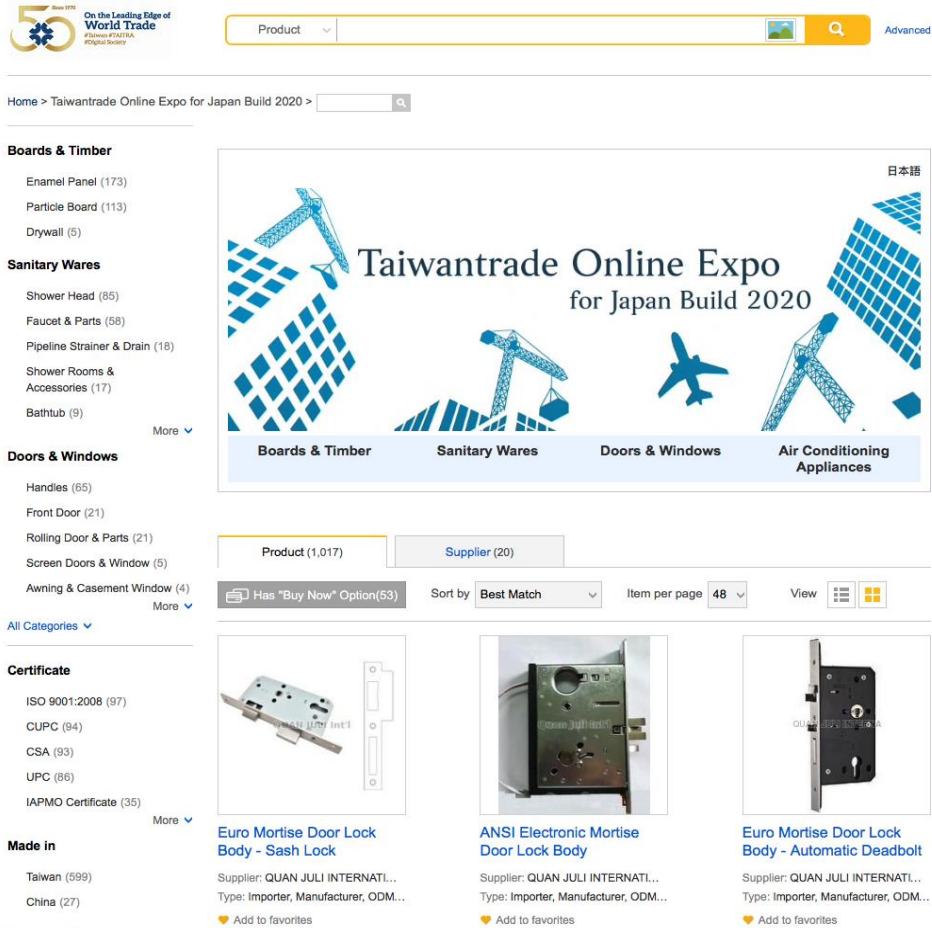 Since 1970
On the Leading Edge of
World Trade
#Taiwan #TAITRA
#Digital Society
Product
Advanced
Home > Taiwantrade Online Expo for Japan Build 2020 >
Boards & Timber
Enamel Panel (173)
Particle Board (113)
Drywall (5)
Sanitary Wares
Shower Head (85)
Faucet & Parts (58)
Pipeline Strainer & Drain (18)
Shower Rooms &
Accessories (17)
Bathtub (9)
More
Doors & Windows
Handles (65)
Front Door (21)
Rolling Door & Parts (21)
Screen Doors & Window (5)
Awning & Casement Window (4)
More
All Categories
Certificate
ISO 9001:2008 (97)
CUPC (94)
CSA (93)
UPC (86)
IAPMO Certificate (35)
More
Made in
Taiwan (599)
China (27)
日本語
Taiwantrade Online Expo
for Japan Build 2020
Boards & Timber Sanitary Wares Doors & Windows Air Conditioning
Appliances
Product (1,017) Supplier (20)
Has "Buy Now" Option(53) Sort by Best Match Item per page 48 View
QUAN JULI Int'l
Quan Juli Int'l
QUAN JULI
Euro Mortise Door Lock
Body - Sash Lock
Supplier: QUAN JULI INTERNATI...
Type: Importer, Manufacturer, ODM...
Add to favorites
ANSI Electronic Mortise
Door Lock Body
Supplier: QUAN JULI INTERNATI...
Type: Importer, Manufacturer, ODM...
Add to favorites
Euro Mortise Door Lock
Body - Automatic Deadbolt
Supplier: QUAN JULI INTERNATI...
Type: Importer, Manufacturer, ODM...
Add to favorites